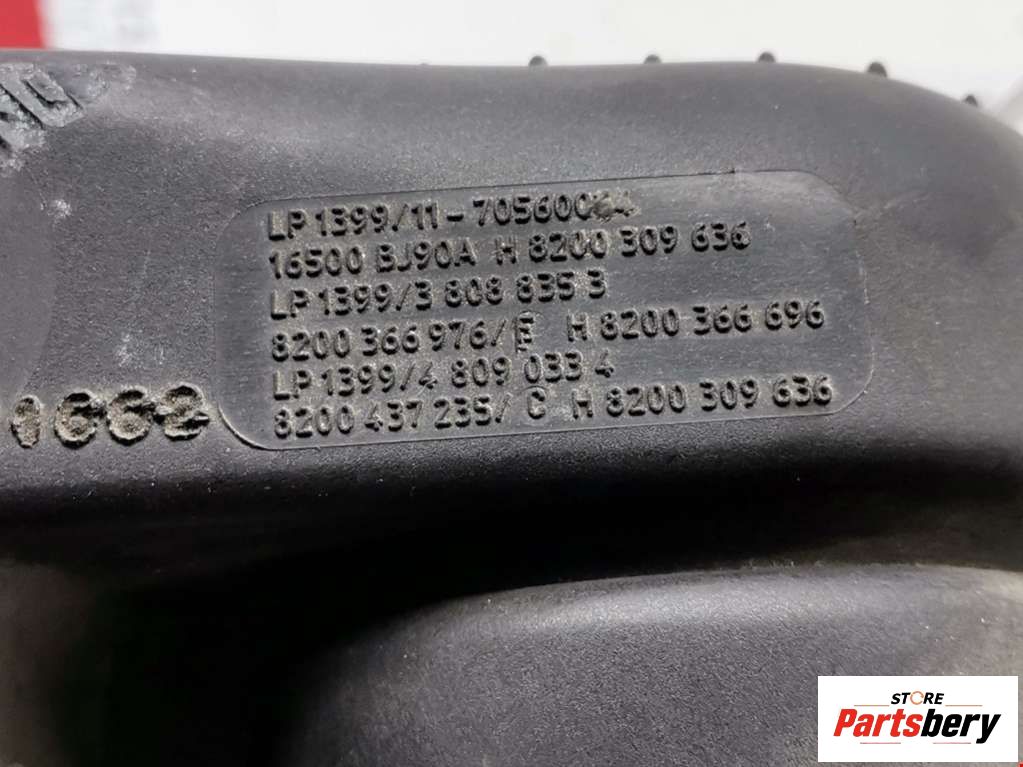 LP 1399/11-70560044
16500 BJ90A H 8200 309 636
LP 1399/3 808 835 3
8200 366 976/E H 8200 366 696
LP 1399/4 809 033 4
8200 437 235/ C H 8200 309 636
1662
STORE
Partsbery